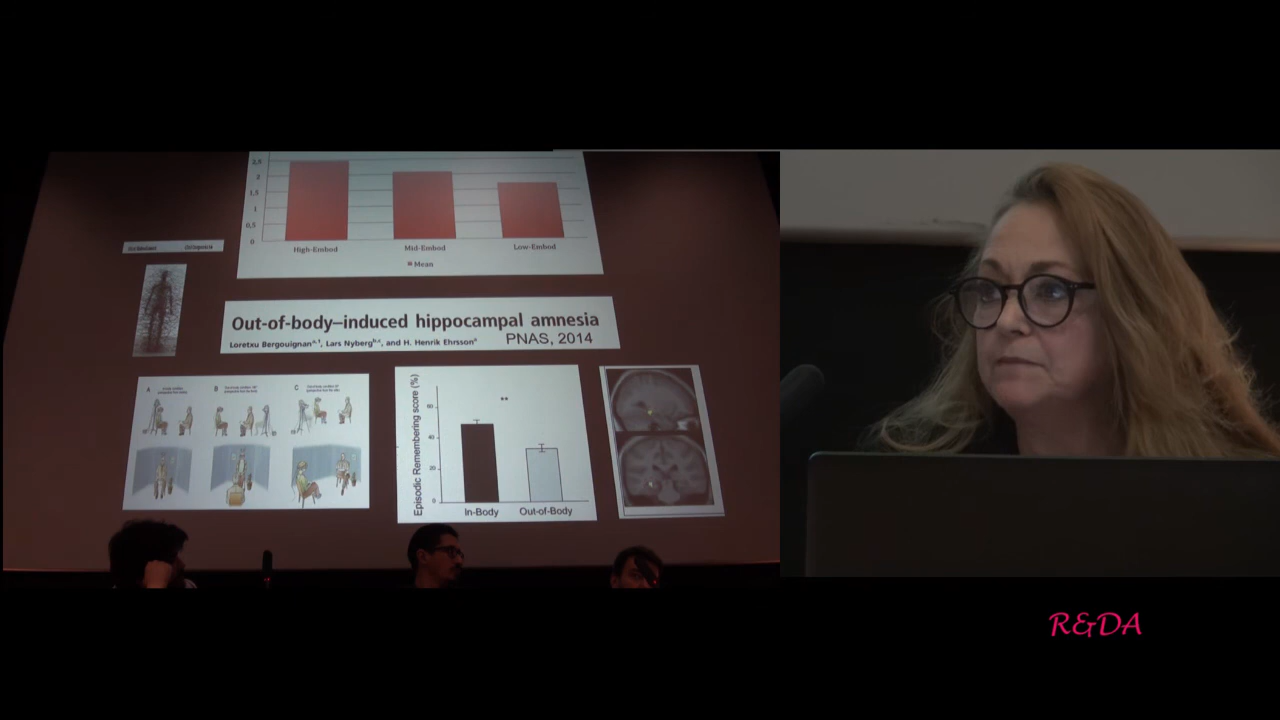 2,5
2
1,5
1
0,5
0
High-Embod Mid-Embod Low-Embod
Mean
Out-of-body–induced hippocampal amnesia
Loretxu Bergouignan a,1, Lars Nyberg b,c, and H. Henrik Ehrsson a
PNAS, 2014
A B C
Episodic Remembering score (%)
**
60
40
20
0
In-Body Out-of-Body
R&DA